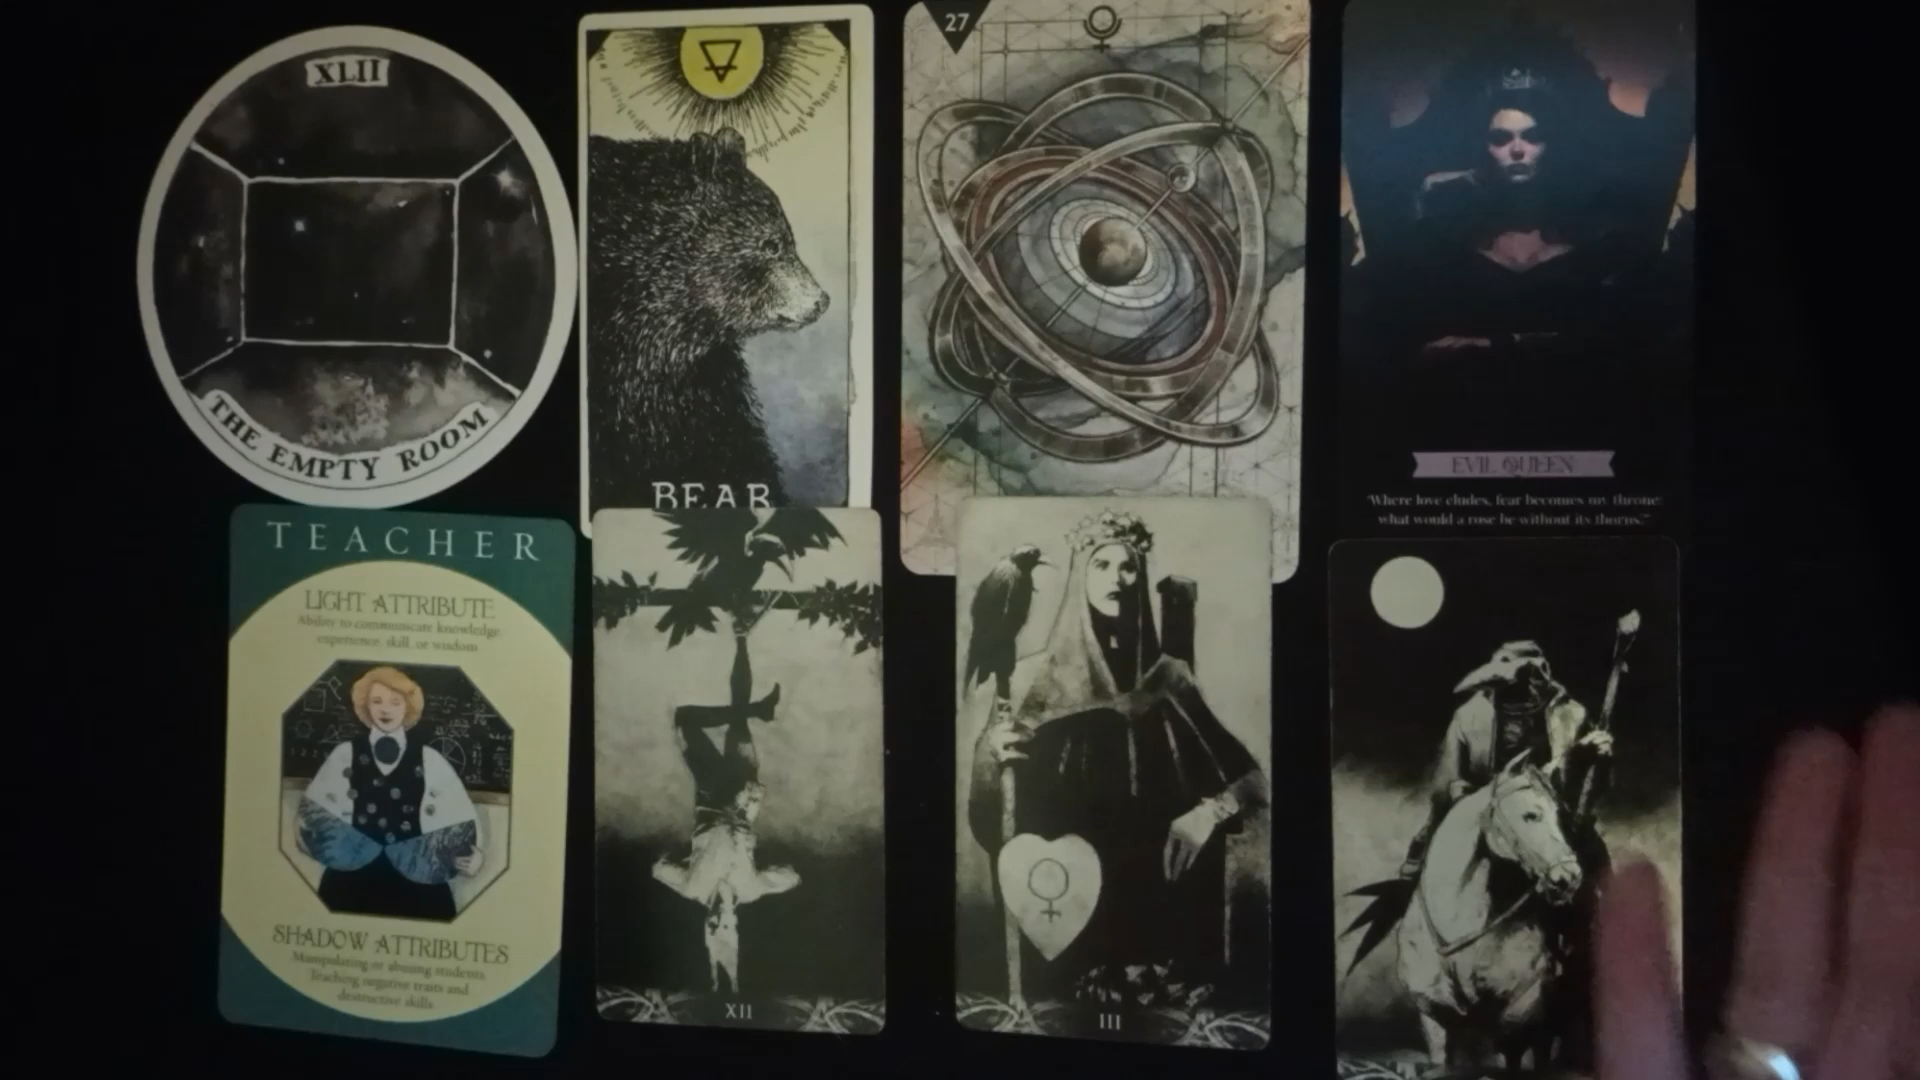 XLII
THE EMPTY ROOM
BEAR
27
EVIL QUEEN
"Where love eludes, fear becomes my throne:
what would a rose be without its thorns."
TEACHER
LIGHT ATTRIBUTE
Ability to communicate knowledge,
experience, skill, or wisdom
SHADOW ATTRIBUTES
Manipulating or abusing students
Teaching negative traits and
destructive skills
XII
III